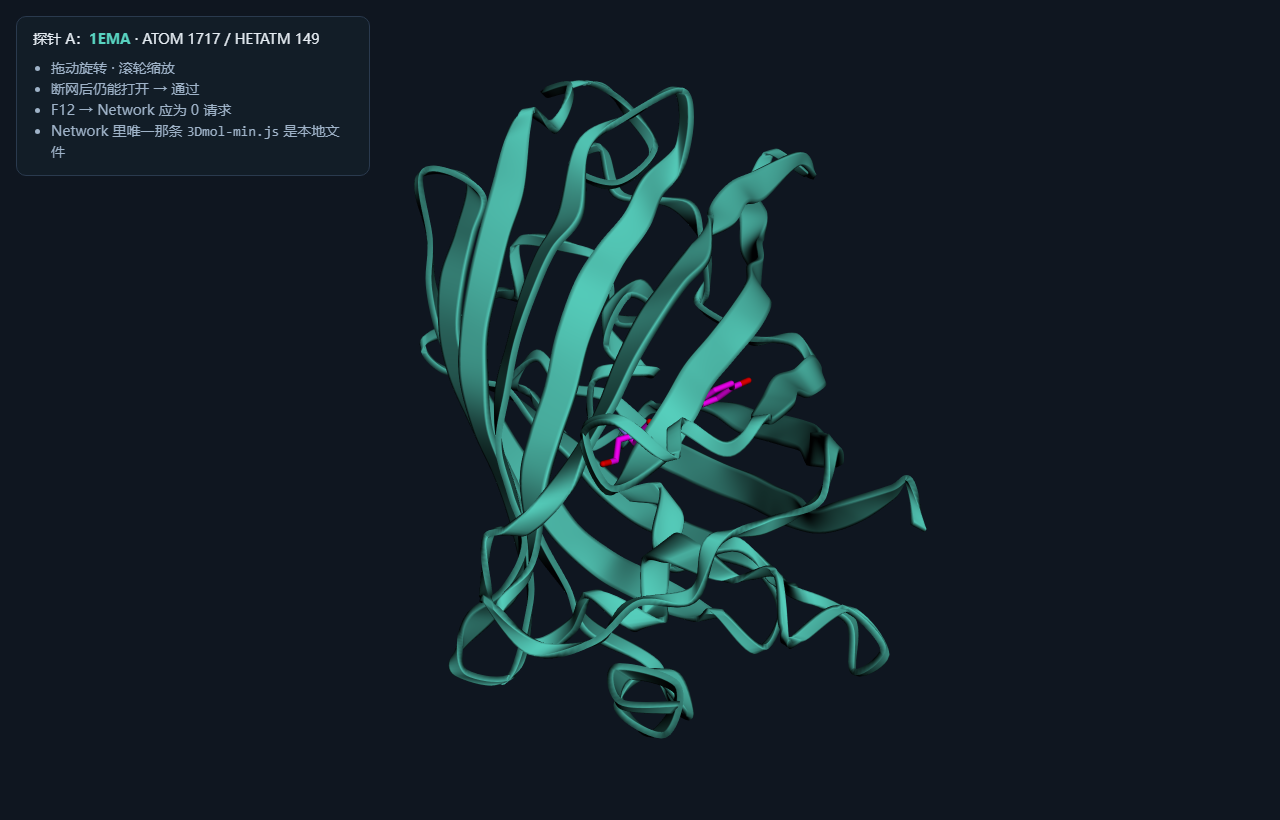 探针 A：1EMA · ATOM 1717 / HETATM 149
• 拖动旋转 · 滚轮缩放
• 断网后仍能打开 → 通过
• F12 → Network 应为 0 请求
• Network 里唯一那条 3Dmol-min.js 是本地文
件